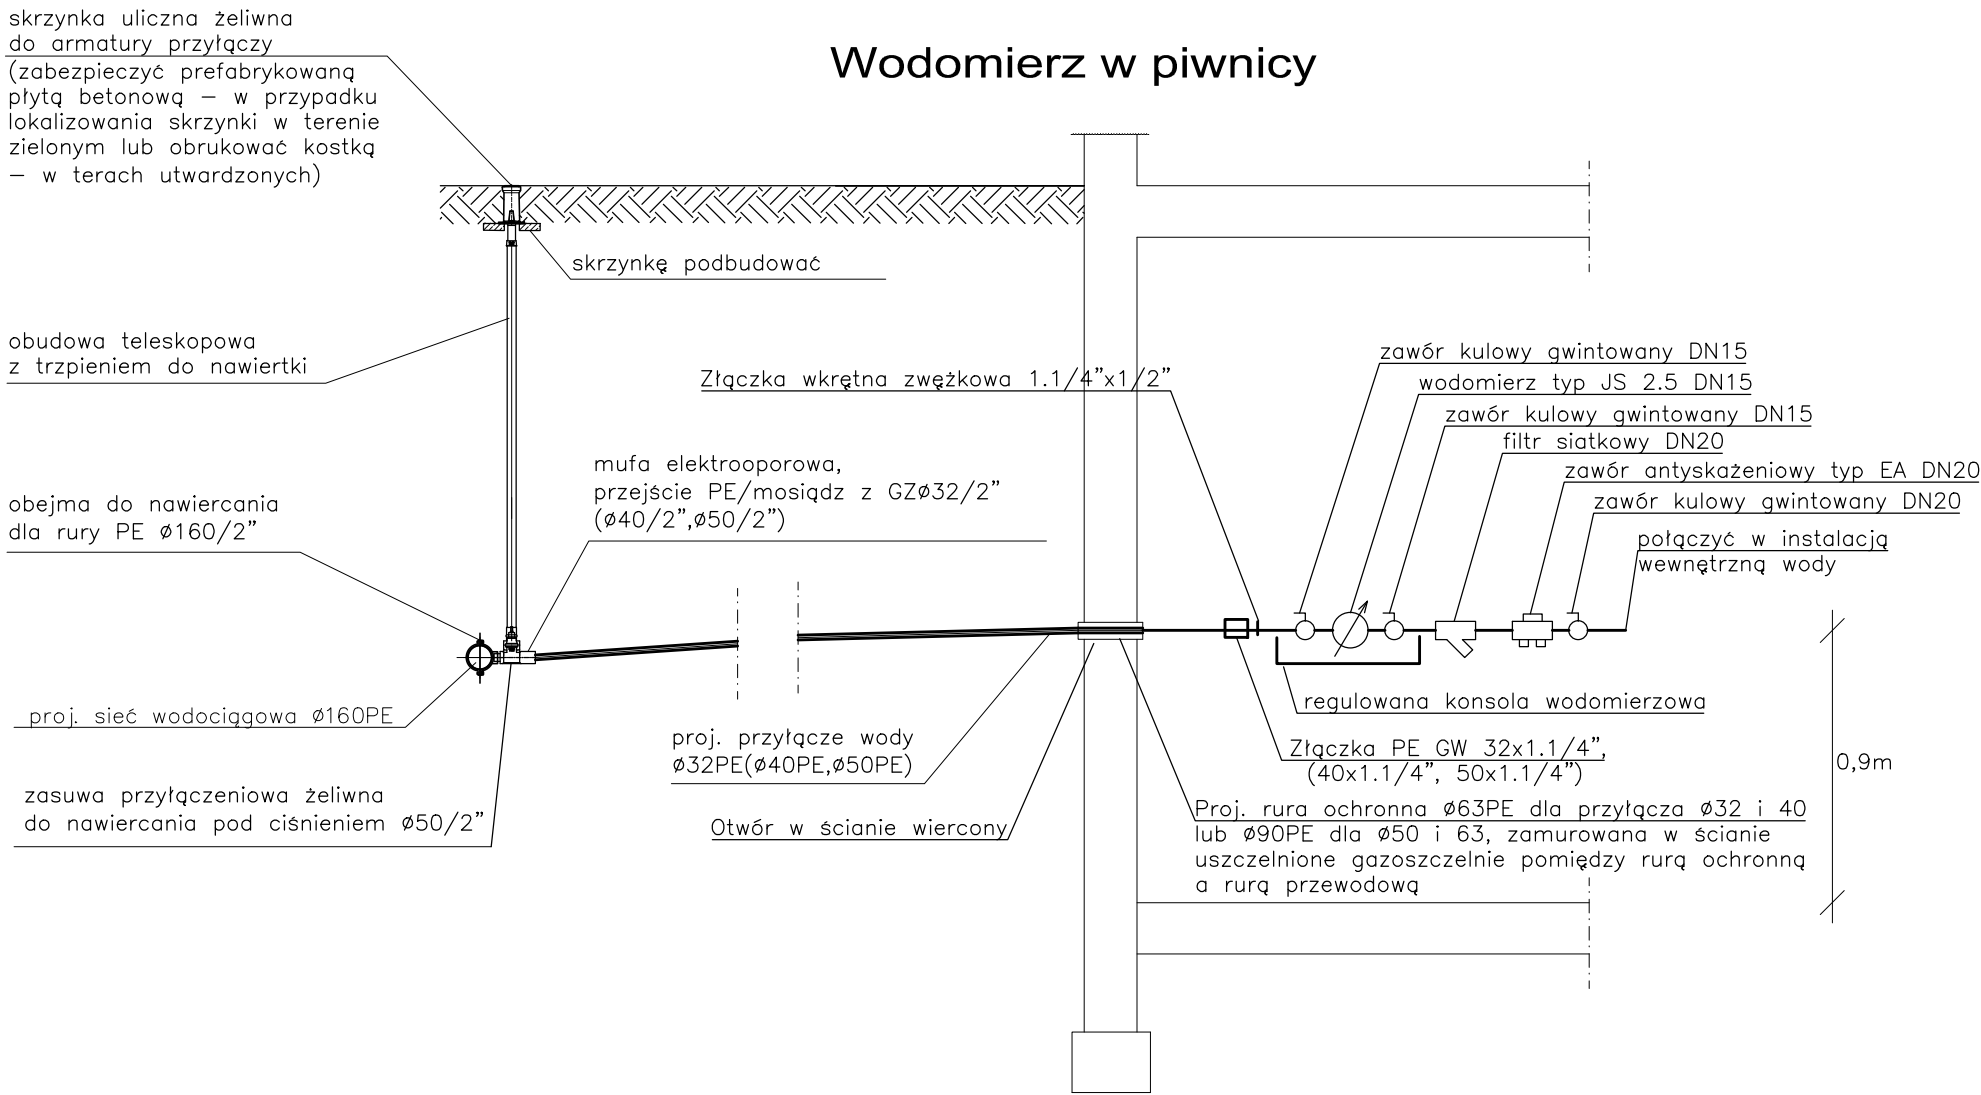 Wodomierz w piwnicy
skrzynka uliczna żeliwna
do armatury przyłączy
(zabezpieczyć prefabrykowaną
płytą betonową – w przypadku
lokalizowania skrzynki w terenie
zielonym lub obrukować kostką
– w terach utwardzonych)
skrzynkę podbudować
obudowa teleskopowa
z trzpieniem do nawiertki
Złączka wkrętna zwężkowa 1.1/4”x1/2”
zawór kulowy gwintowany DN15
wodomierz typ JS 2.5 DN15
zawór kulowy gwintowany DN15
filtr siatkowy DN20
zawór antyskażeniowy typ EA DN20
zawór kulowy gwintowany DN20
połączyć w instalacją
wewnętrzną wody
mufa elektrooporowa,
przejście PE/mosiądz z GZø32/2”
(ø40/2”,ø50/2”)
obejma do nawiercania
dla rury PE ø160/2”
proj. sieć wodociągowa ø160PE
zasuwa przyłączeniowa żeliwna
do nawiercania pod ciśnieniem ø50/2”
proj. przyłącze wody
ø32PE(ø40PE,ø50PE)
Otwór w ścianie wiercony
regulowana konsola wodomierzowa
Złączka PE GW 32x1.1/4”,
(40x1.1/4”, 50x1.1/4”)
0,9m
Proj. rura ochronna ø63PE dla przyłącza ø32 i 40
lub ø90PE dla ø50 i 63, zamurowana w ścianie
uszczelnione gazoszczelnie pomiędzy rurą ochronną
a rurą przewodową